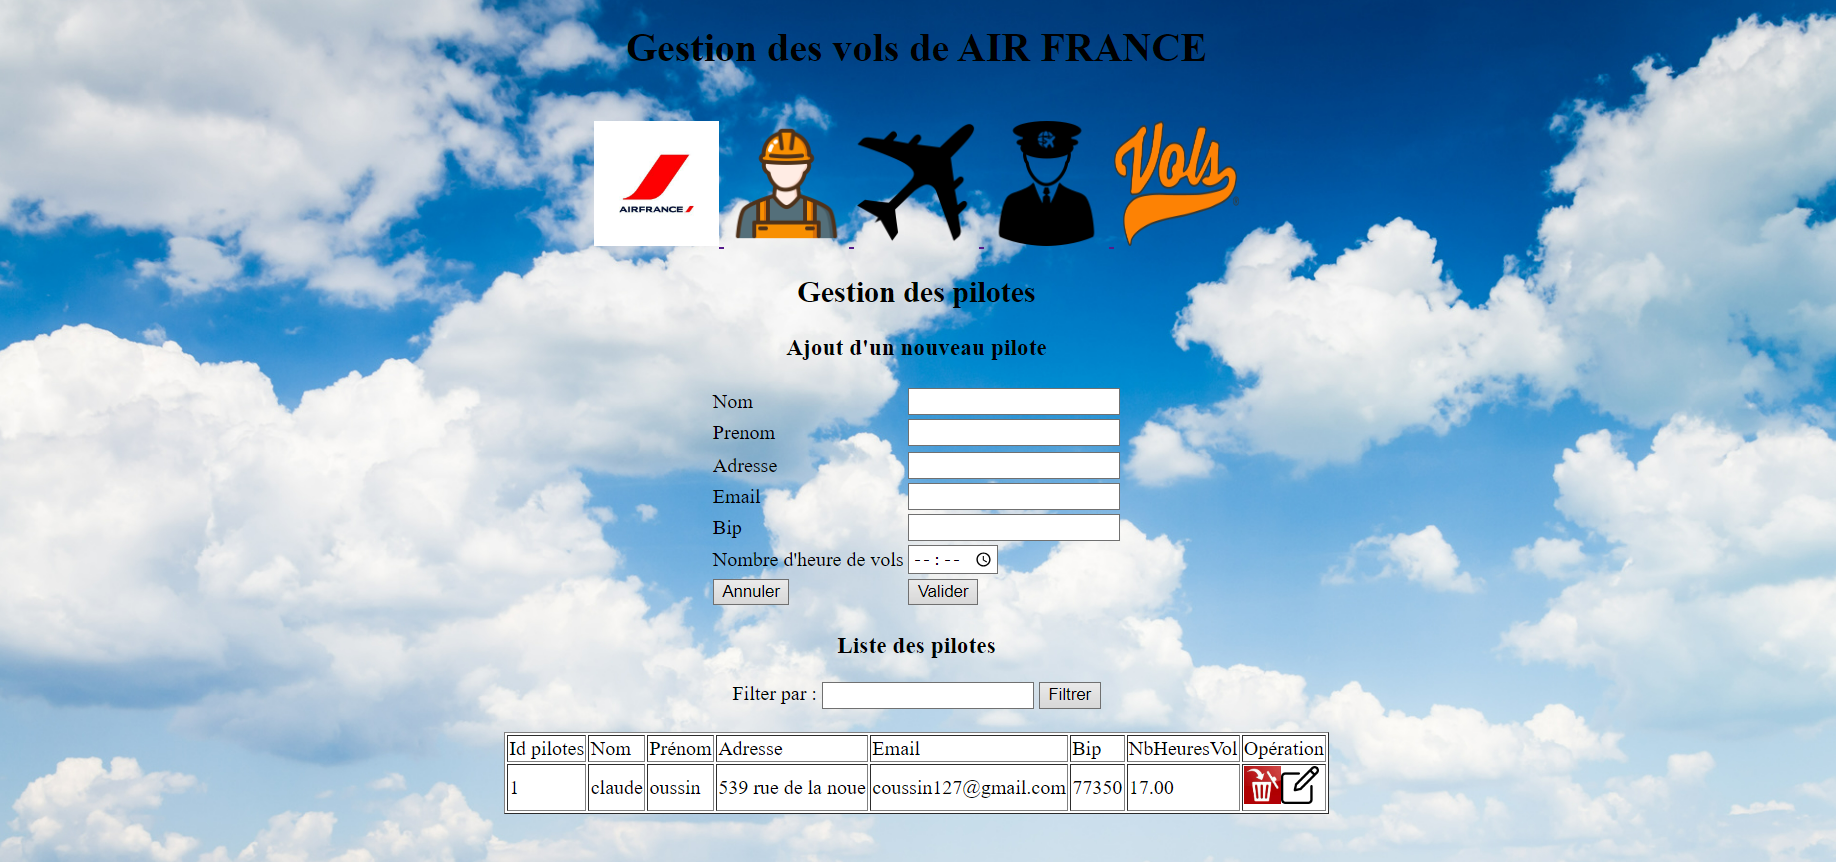 Gestion des vols de AIR FRANCE
AIRFRANCE
Vols
Gestion des pilotes
Ajout d'un nouveau pilote
Nom
Prenom
Adresse
Email
Bip
Nombre d'heure de vols --:--
Annuler Valider
Liste des pilotes
Filter par : Filtrer
Id pilotes Nom Prénom Adresse Email Bip NbHeuresVol Opération
1 claude oussin 539 rue de la noue coussin127@gmail.com 77350 17.00